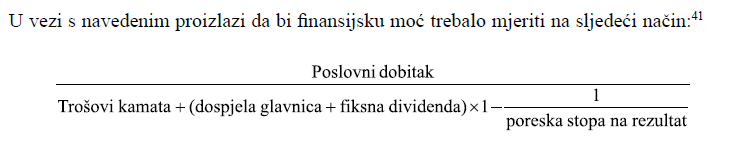 U vezi s navedenim proizlazi da bi finansijsku moć trebalo mjeriti na sljedeći način:41
Poslovni dobitak
Trošovi kamata + (dospjela glavnica + fiksna dividenda)×1−
1
poreska stopa na rezultat